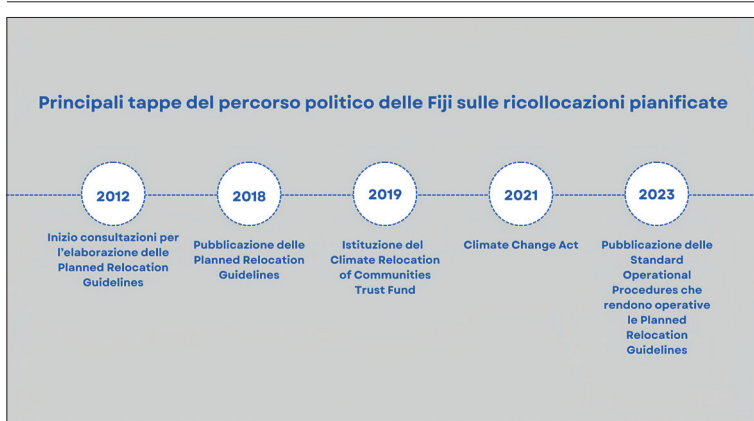 Principali tappe del percorso politico delle Fiji sulle ricollocazioni pianificate
2012
Inizio consultazioni per
l'elaborazione delle
Planned Relocation
Guidelines
2018
Pubblicazione delle
Planned Relocation
Guidelines
2019
Istituzione del
Climate Relocation
of Communities
Trust Fund
2021
Climate Change Act
2023
Pubblicazione delle
Standard
Operational
Procedures che
rendono operative
le Planned
Relocation
Guidelines